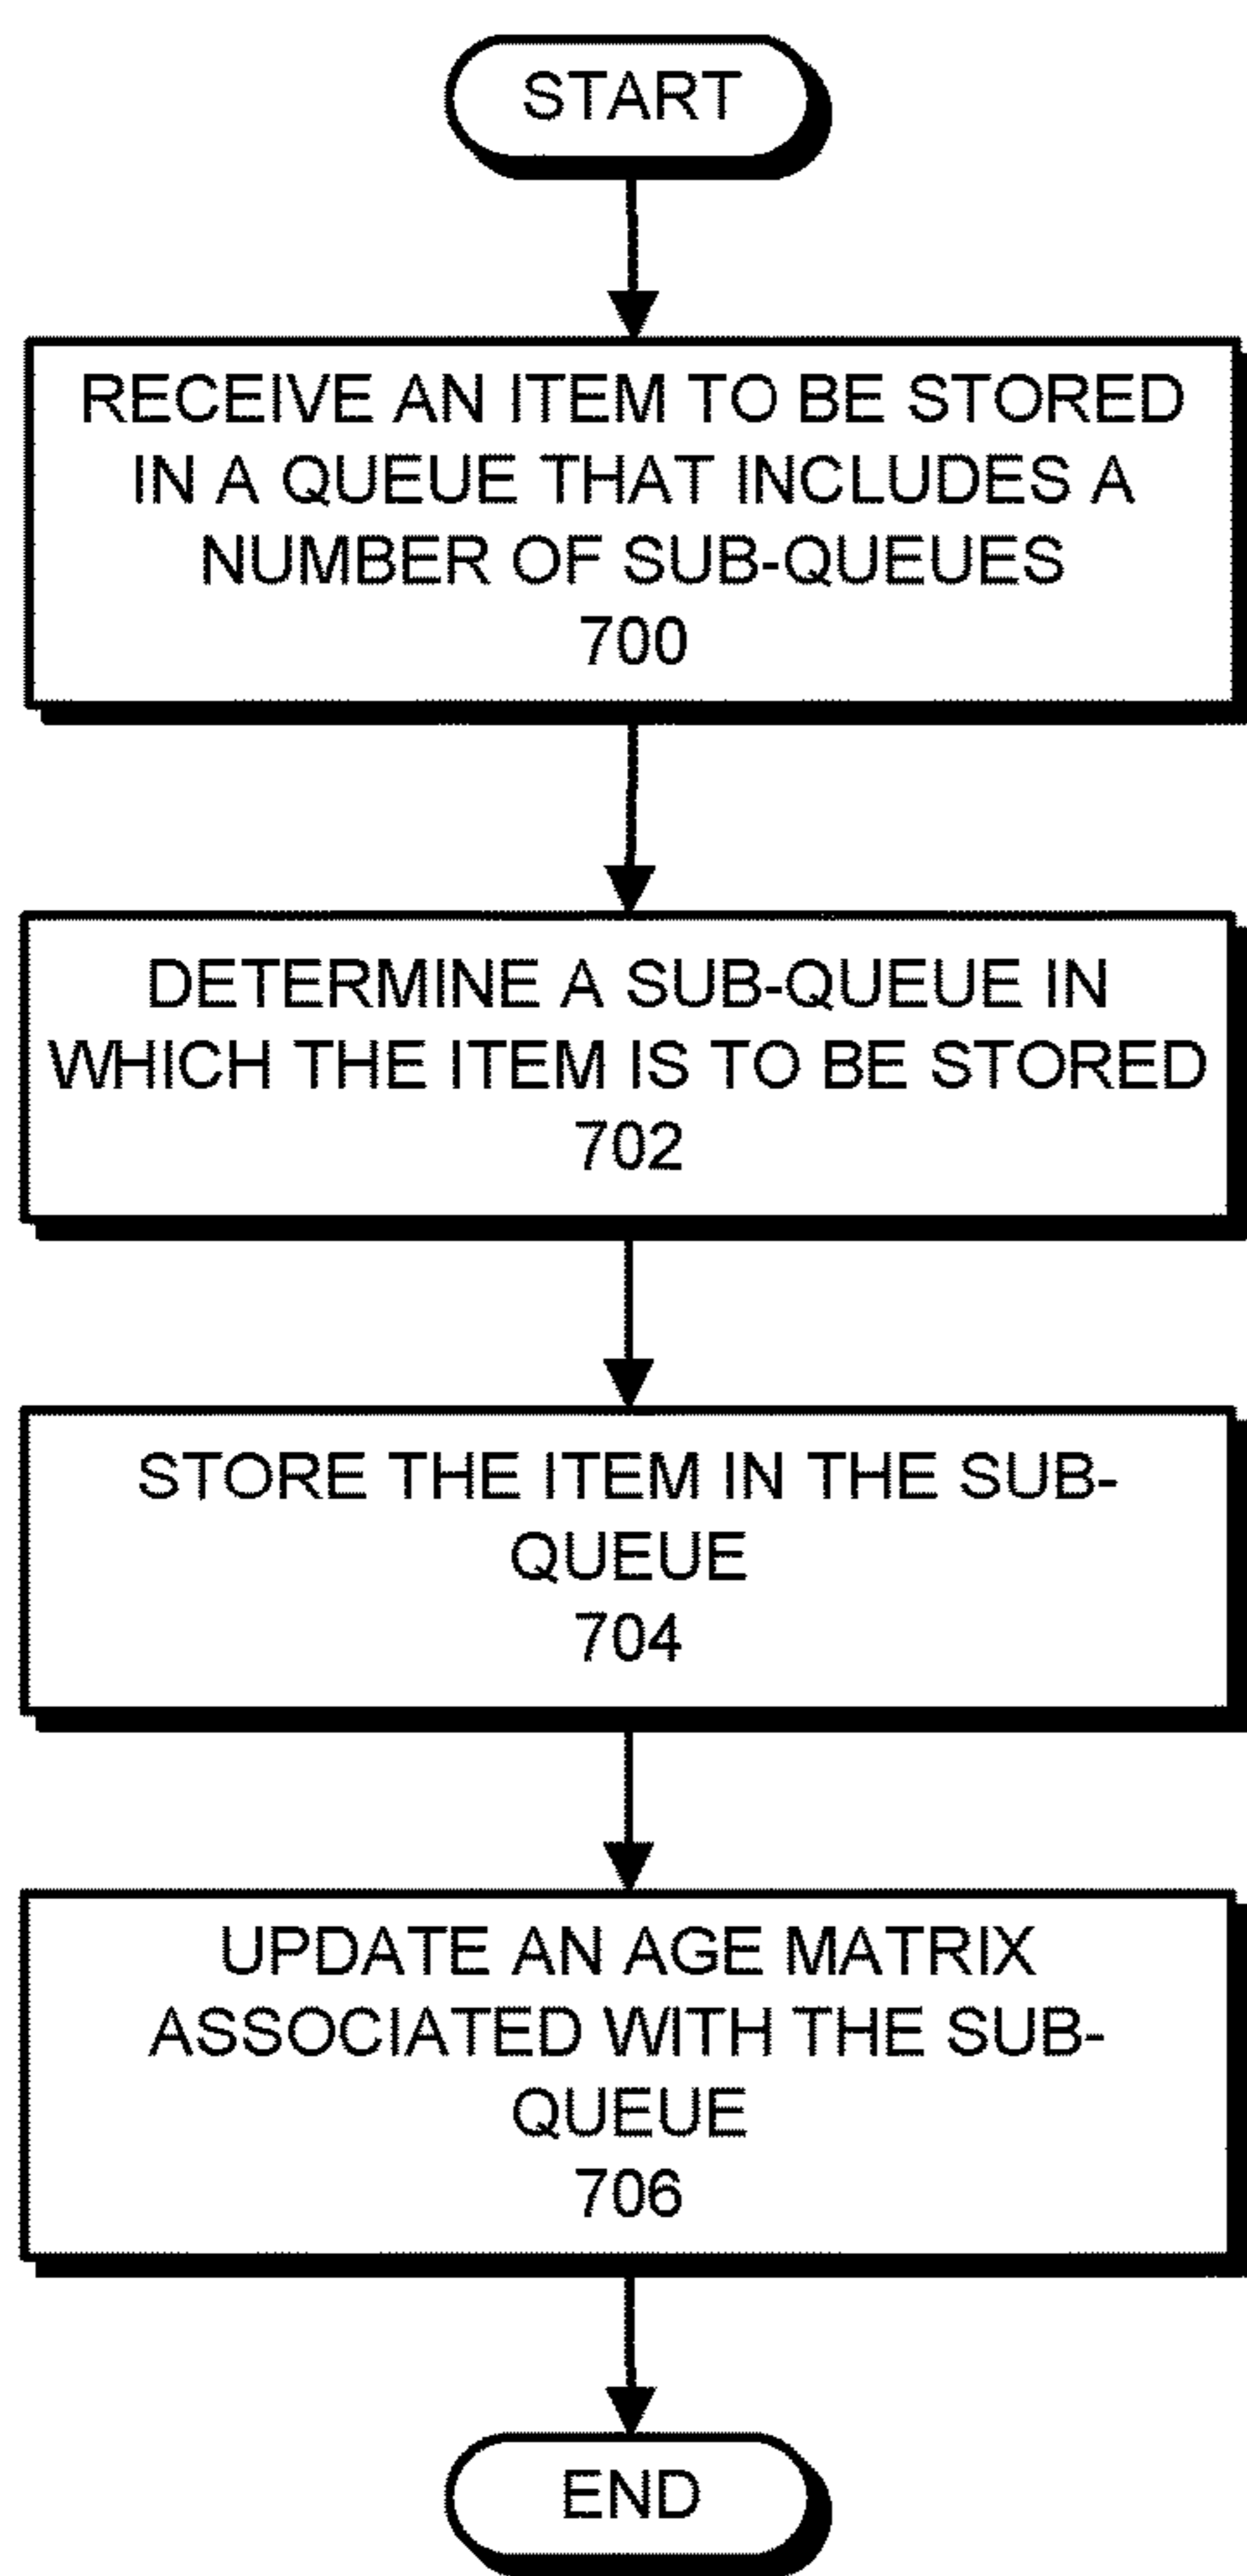 START
RECEIVE AN ITEM TO BE STORED
IN A QUEUE THAT INCLUDES A
NUMBER OF SUB-QUEUES
700
DETERMINE A SUB-QUEUE IN
WHICH THE ITEM IS TO BE STORED
702
STORE THE ITEM IN THE SUB-
QUEUE
704
UPDATE AN AGE MATRIX
ASSOCIATED WITH THE SUB-
QUEUE
706
END